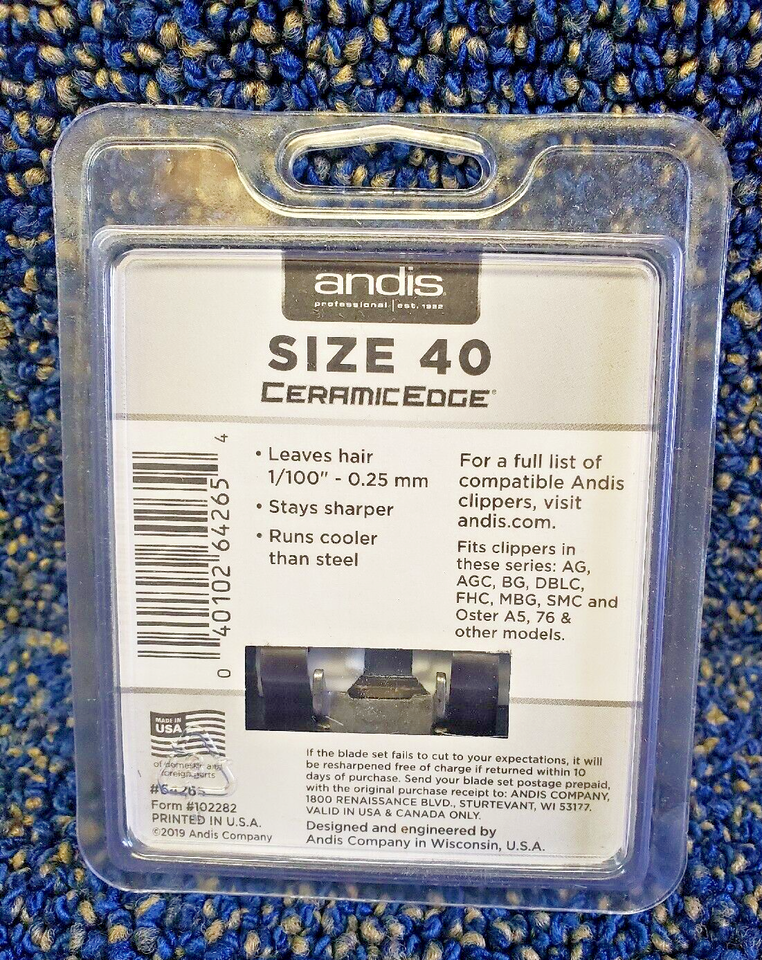 andis
professional | est. 1922
SIZE 40
CERAMICEDGE®
• Leaves hair
1/100" - 0.25 mm
• Stays sharper
• Runs cooler
than steel
For a full list of
compatible Andis
clippers, visit
andis.com.
Fits clippers in
these series: AG,
AGC, BG, DBLC,
FHC, MBG, SMC and
Oster A5, 76 &
other models.
0 40102 64265 4
MADE IN
USA
of domestic and
foreign parts
#64265
Form #102282
PRINTED IN U.S.A.
©2019 Andis Company
If the blade set fails to cut to your expectations, it will
be resharpened free of charge if returned within 10
days of purchase. Send your blade set postage prepaid,
with the original purchase receipt to: ANDIS COMPANY,
1800 RENAISSANCE BLVD., STURTEVANT, WI 53177.
VALID IN USA & CANADA ONLY.
Designed and engineered by
Andis Company in Wisconsin, U.S.A.